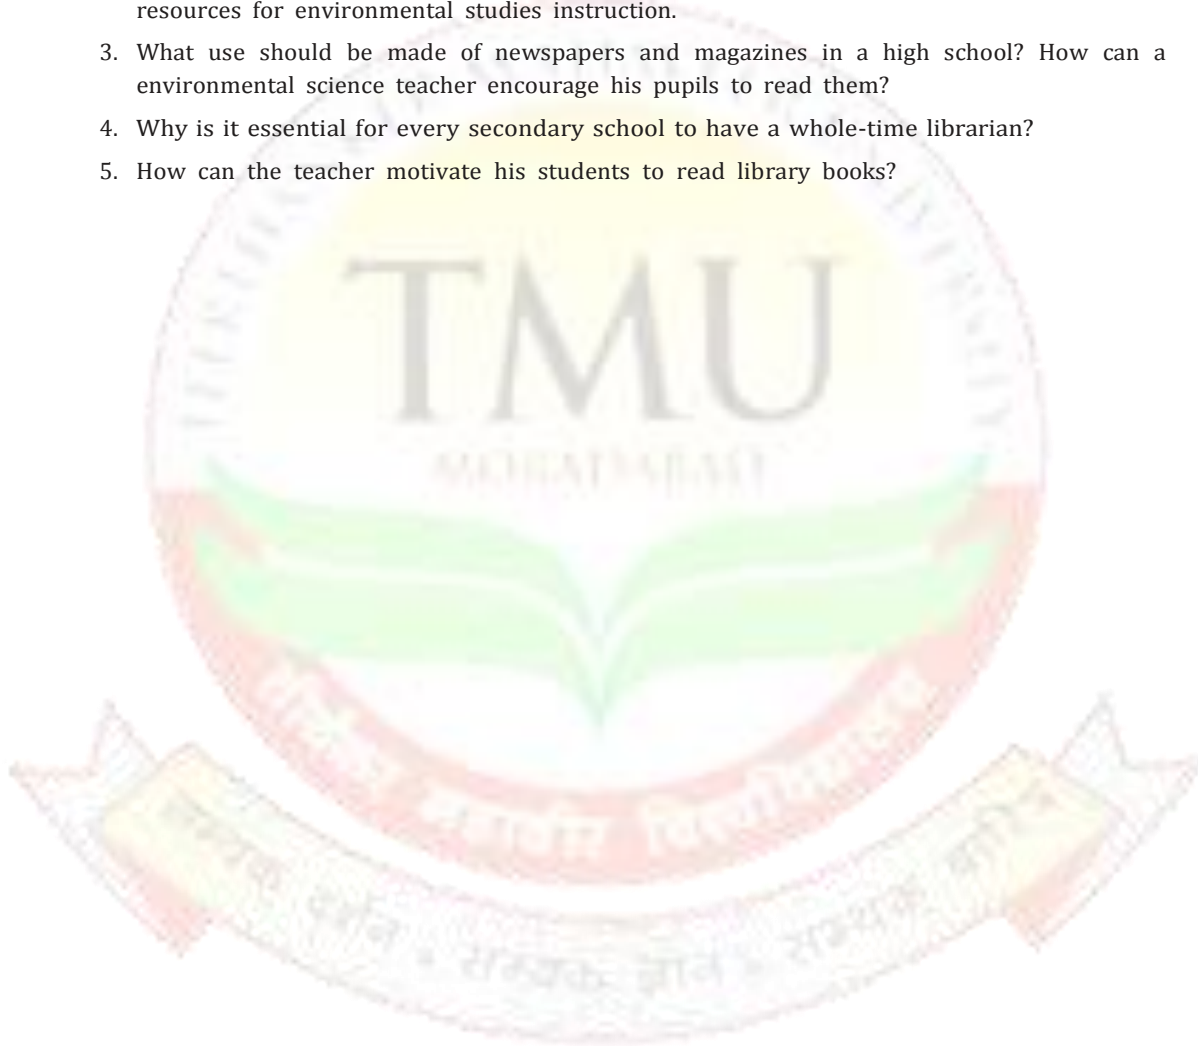 resources for environmental studies instruction.
3. What use should be made of newspapers and magazines in a high school? How can a
environmental science teacher encourage his pupils to read them?
4. Why is it essential for every secondary school to have a whole-time librarian?
5. How can the teacher motivate his students to read library books?
TMU
MORADABAD